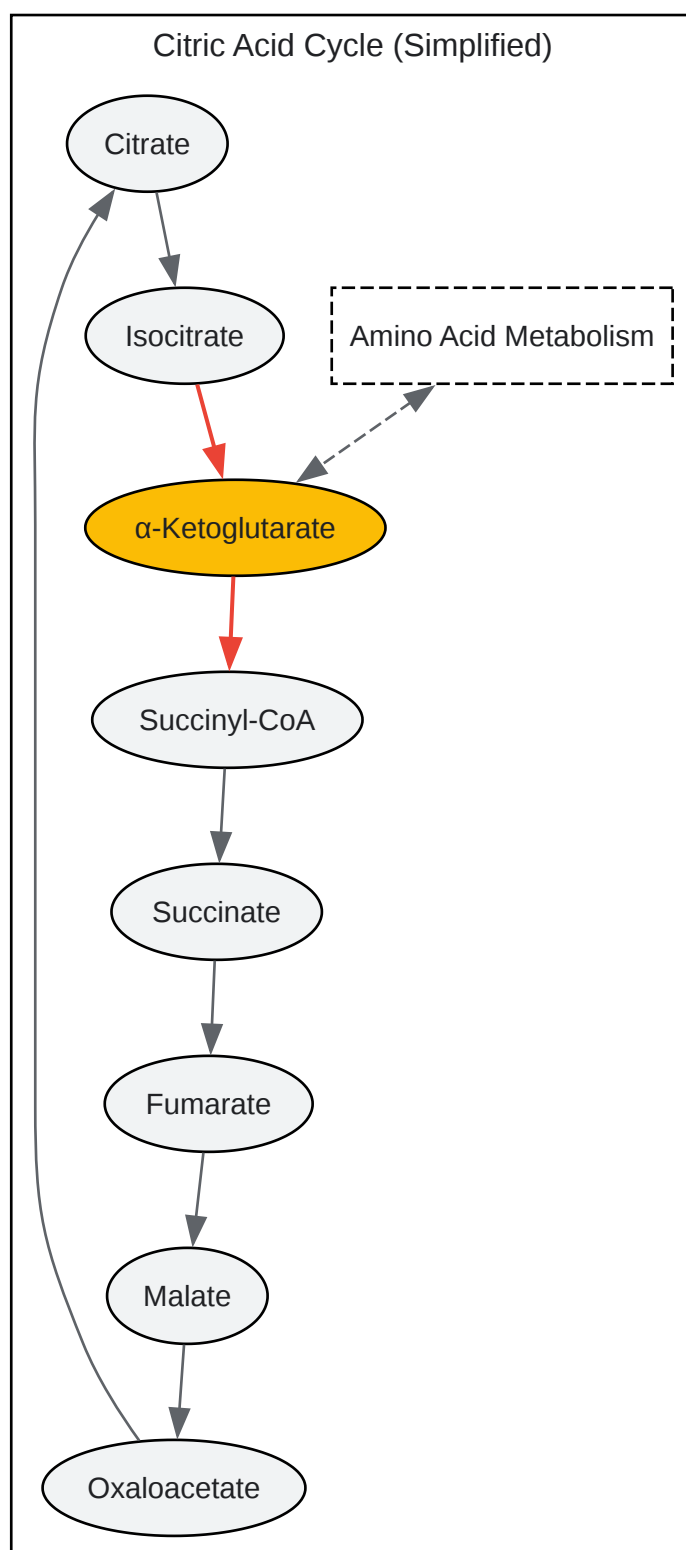 Citric Acid Cycle (Simplified)
Citrate
Isocitrate
Amino Acid Metabolism
α-Ketoglutarate
Succinyl-CoA
Succinate
Fumarate
Malate
Oxaloacetate